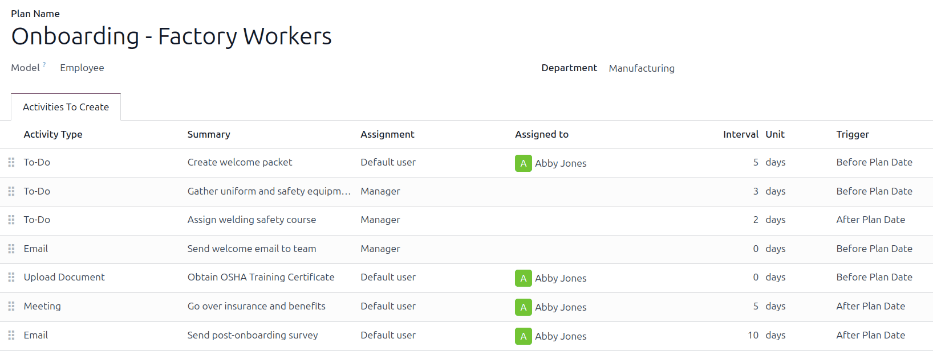 Plan Name
Onboarding - Factory Workers
Model ? Employee
Department Manufacturing
Activities To Create
Activity Type Summary Assignment Assigned to Interval Unit Trigger
To-Do Create welcome packet Default user A Abby Jones 5 days Before Plan Date
To-Do Gather uniform and safety equipm... Manager 3 days Before Plan Date
To-Do Assign welding safety course Manager 2 days After Plan Date
Email Send welcome email to team Manager 0 days Before Plan Date
Upload Document Obtain OSHA Training Certificate Default user A Abby Jones 0 days Before Plan Date
Meeting Go over insurance and benefits Default user A Abby Jones 5 days After Plan Date
Email Send post-onboarding survey Default user A Abby Jones 10 days After Plan Date